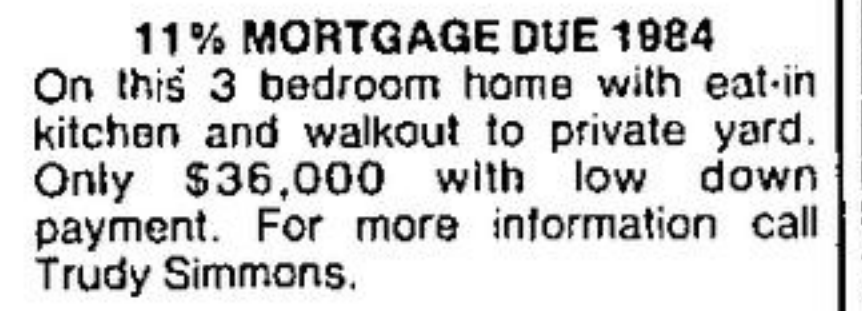 11% MORTGAGE DUE 1984
On this 3 bedroom home with eat-in
kitchen and walkout to private yard.
Only $36,000 with low down
payment. For more information call
Trudy Simmons.